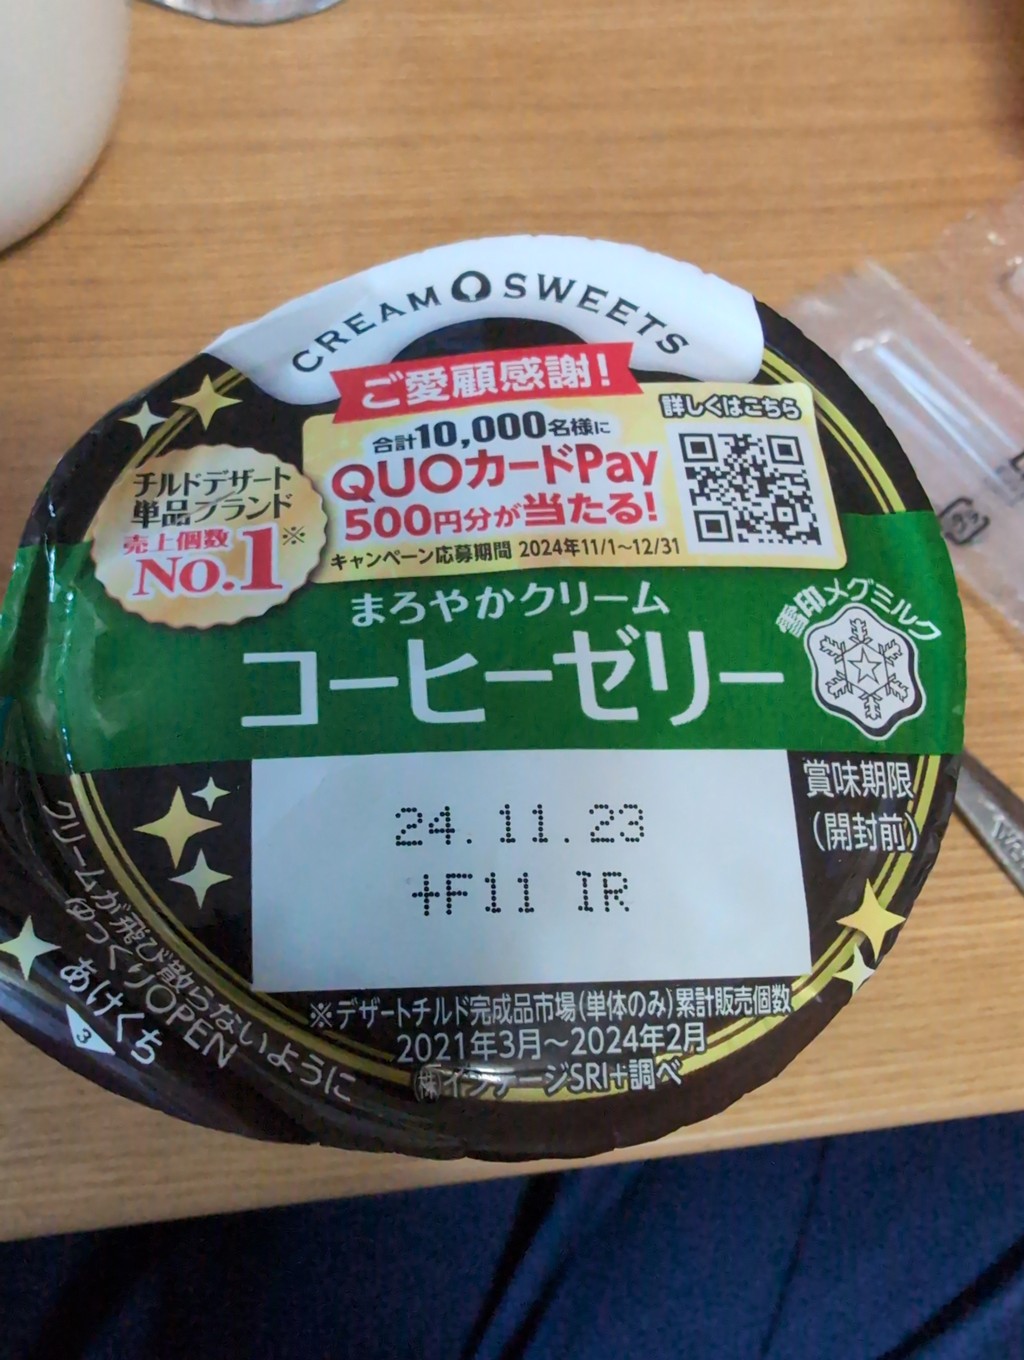 CREAM SWEETS
ご愛顧感謝!
合計10,000名様に
QUOカードPay
500円分が当たる!
キャンペーン応募期間 2024年11/1~12/31
詳しくはこちら
チルドデザート
単品ブランド
売上個数※
No.1
まろやかクリーム
コーヒーゼリー
雪印メグミルク
24.11.23
+F11 IR
賞味期限
(開封前)
※デザートチルド完成品市場(単体のみ)累計販売個数
2021年3月~2024年2月
㈱インテージSRI+調べ
クリームが飛び散らないように
ゆっくりOPEN
あけくち
3